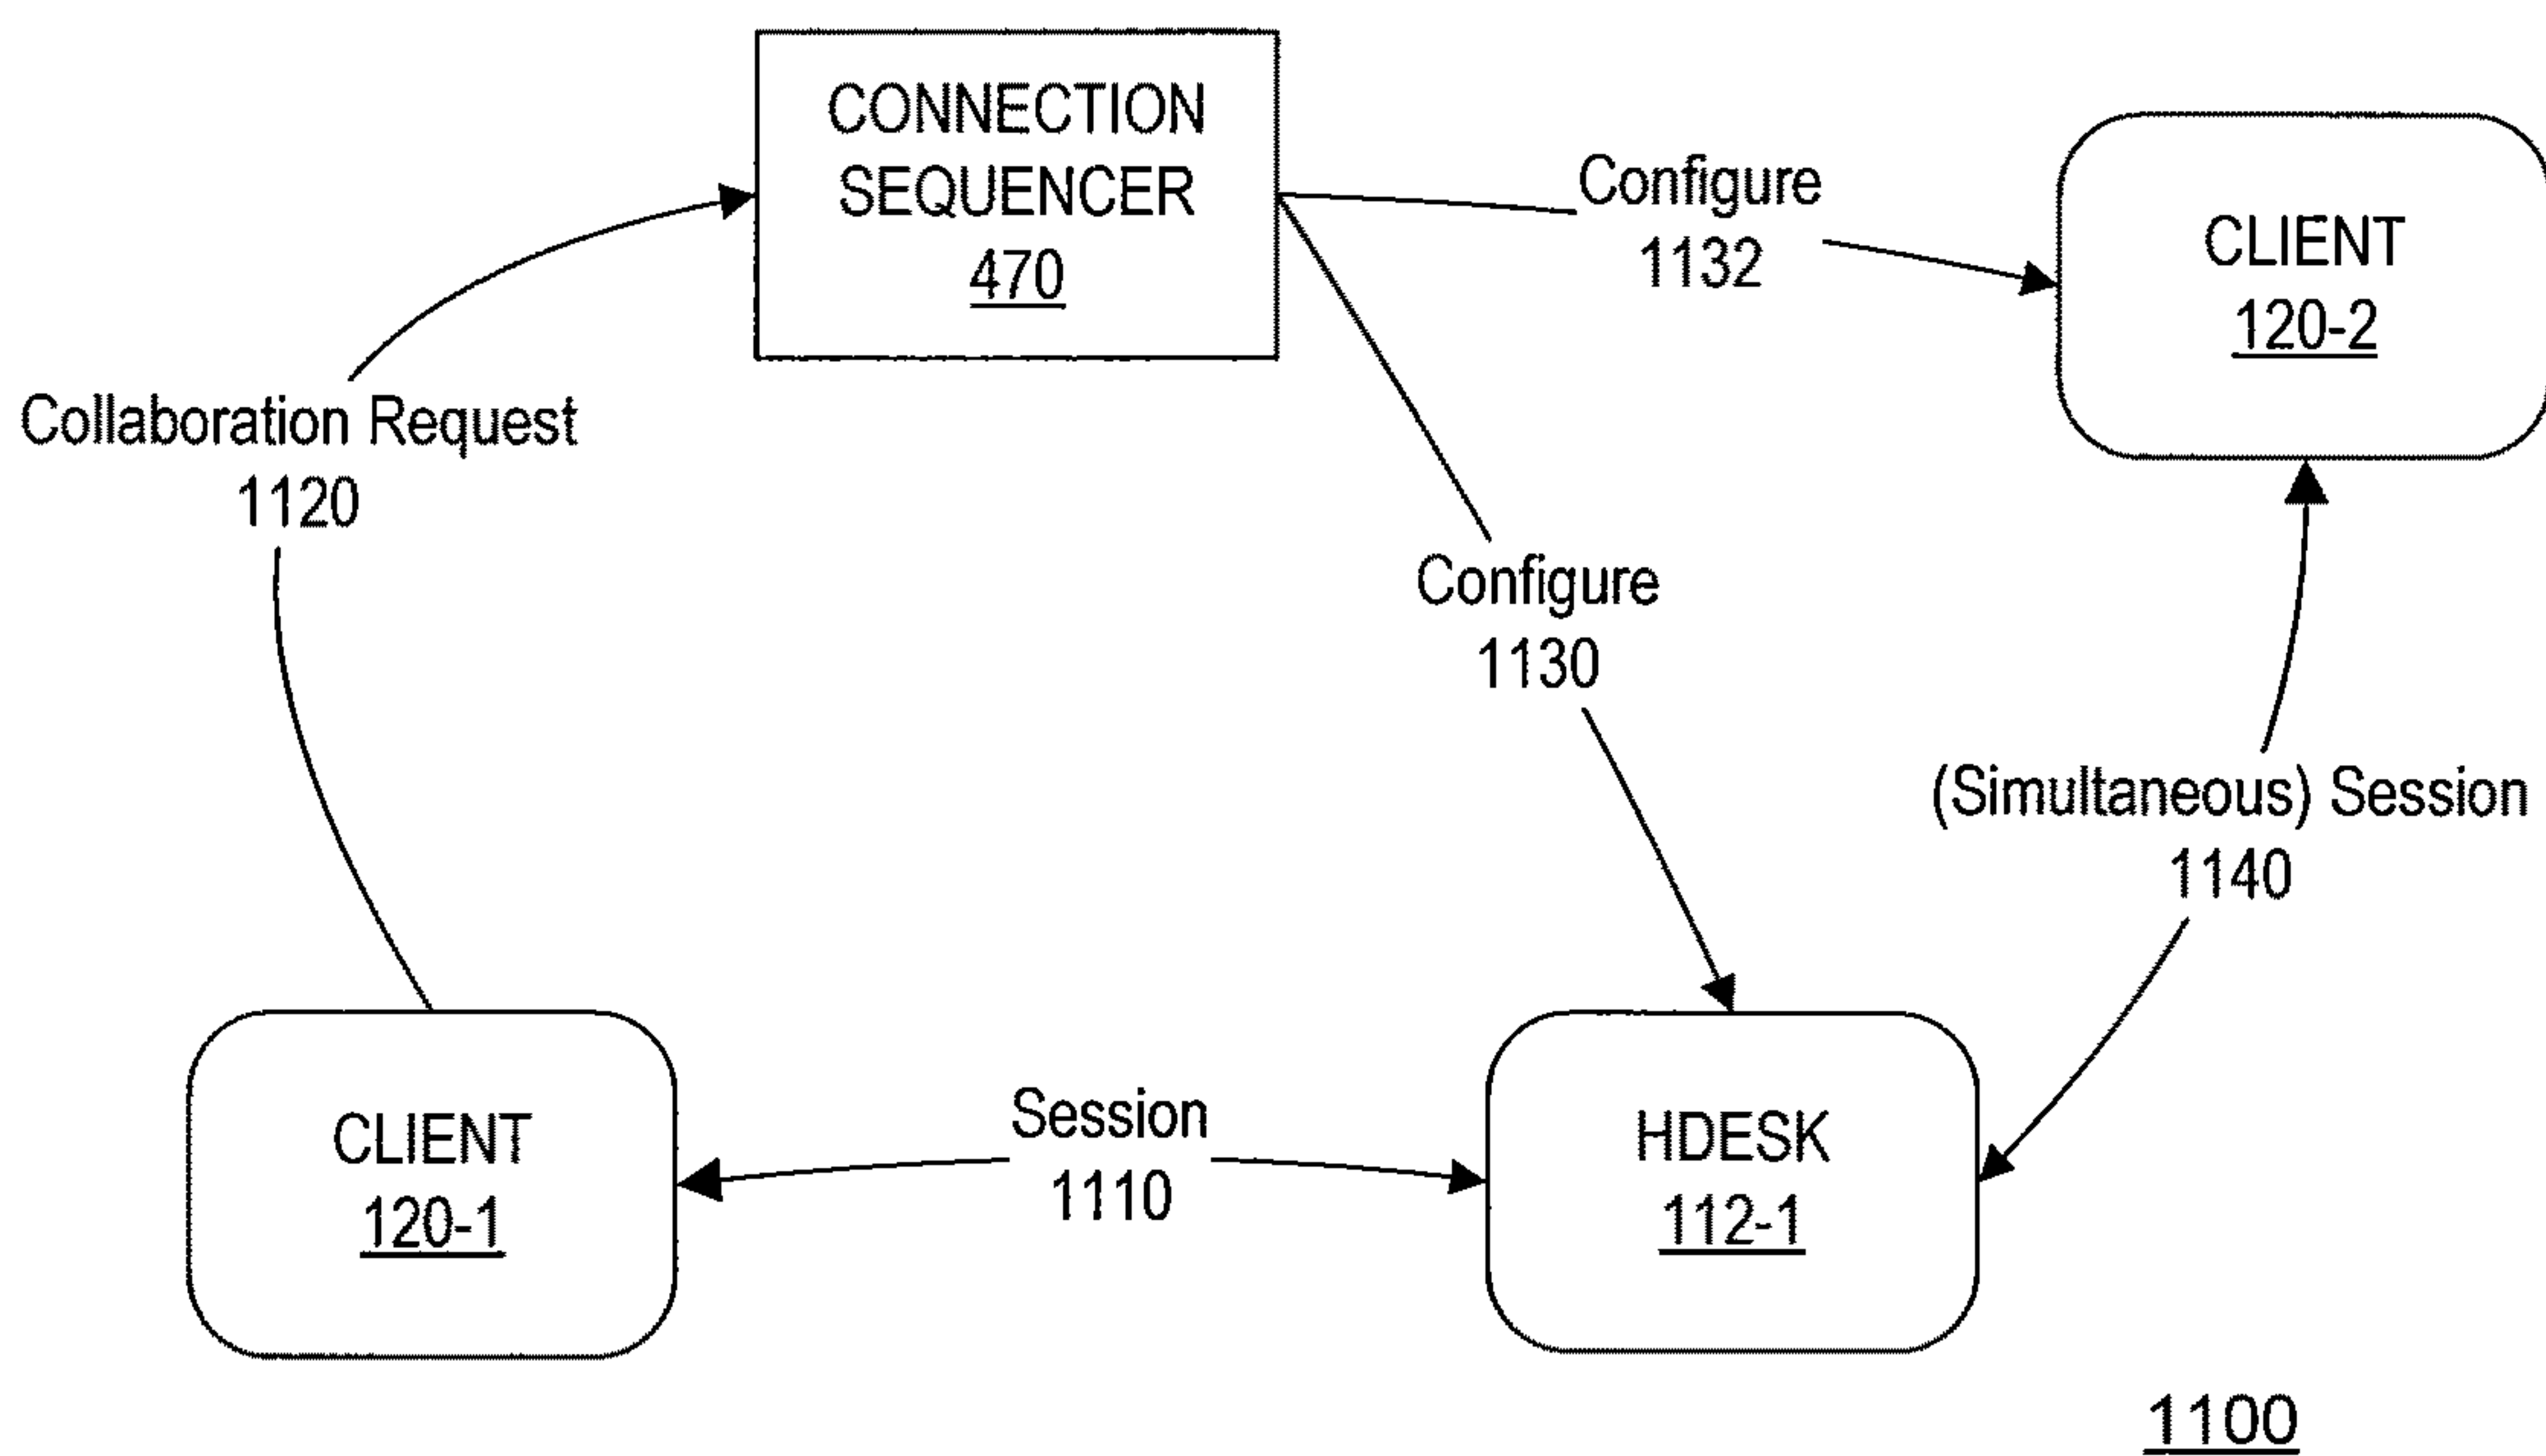 CONNECTION
SEQUENCER
470
Configure
1132
CLIENT
120-2
Collaboration Request
1120
Configure
1130
(Simultaneous) Session
1140
CLIENT
120-1
Session
1110
HDESK
112-1
1100